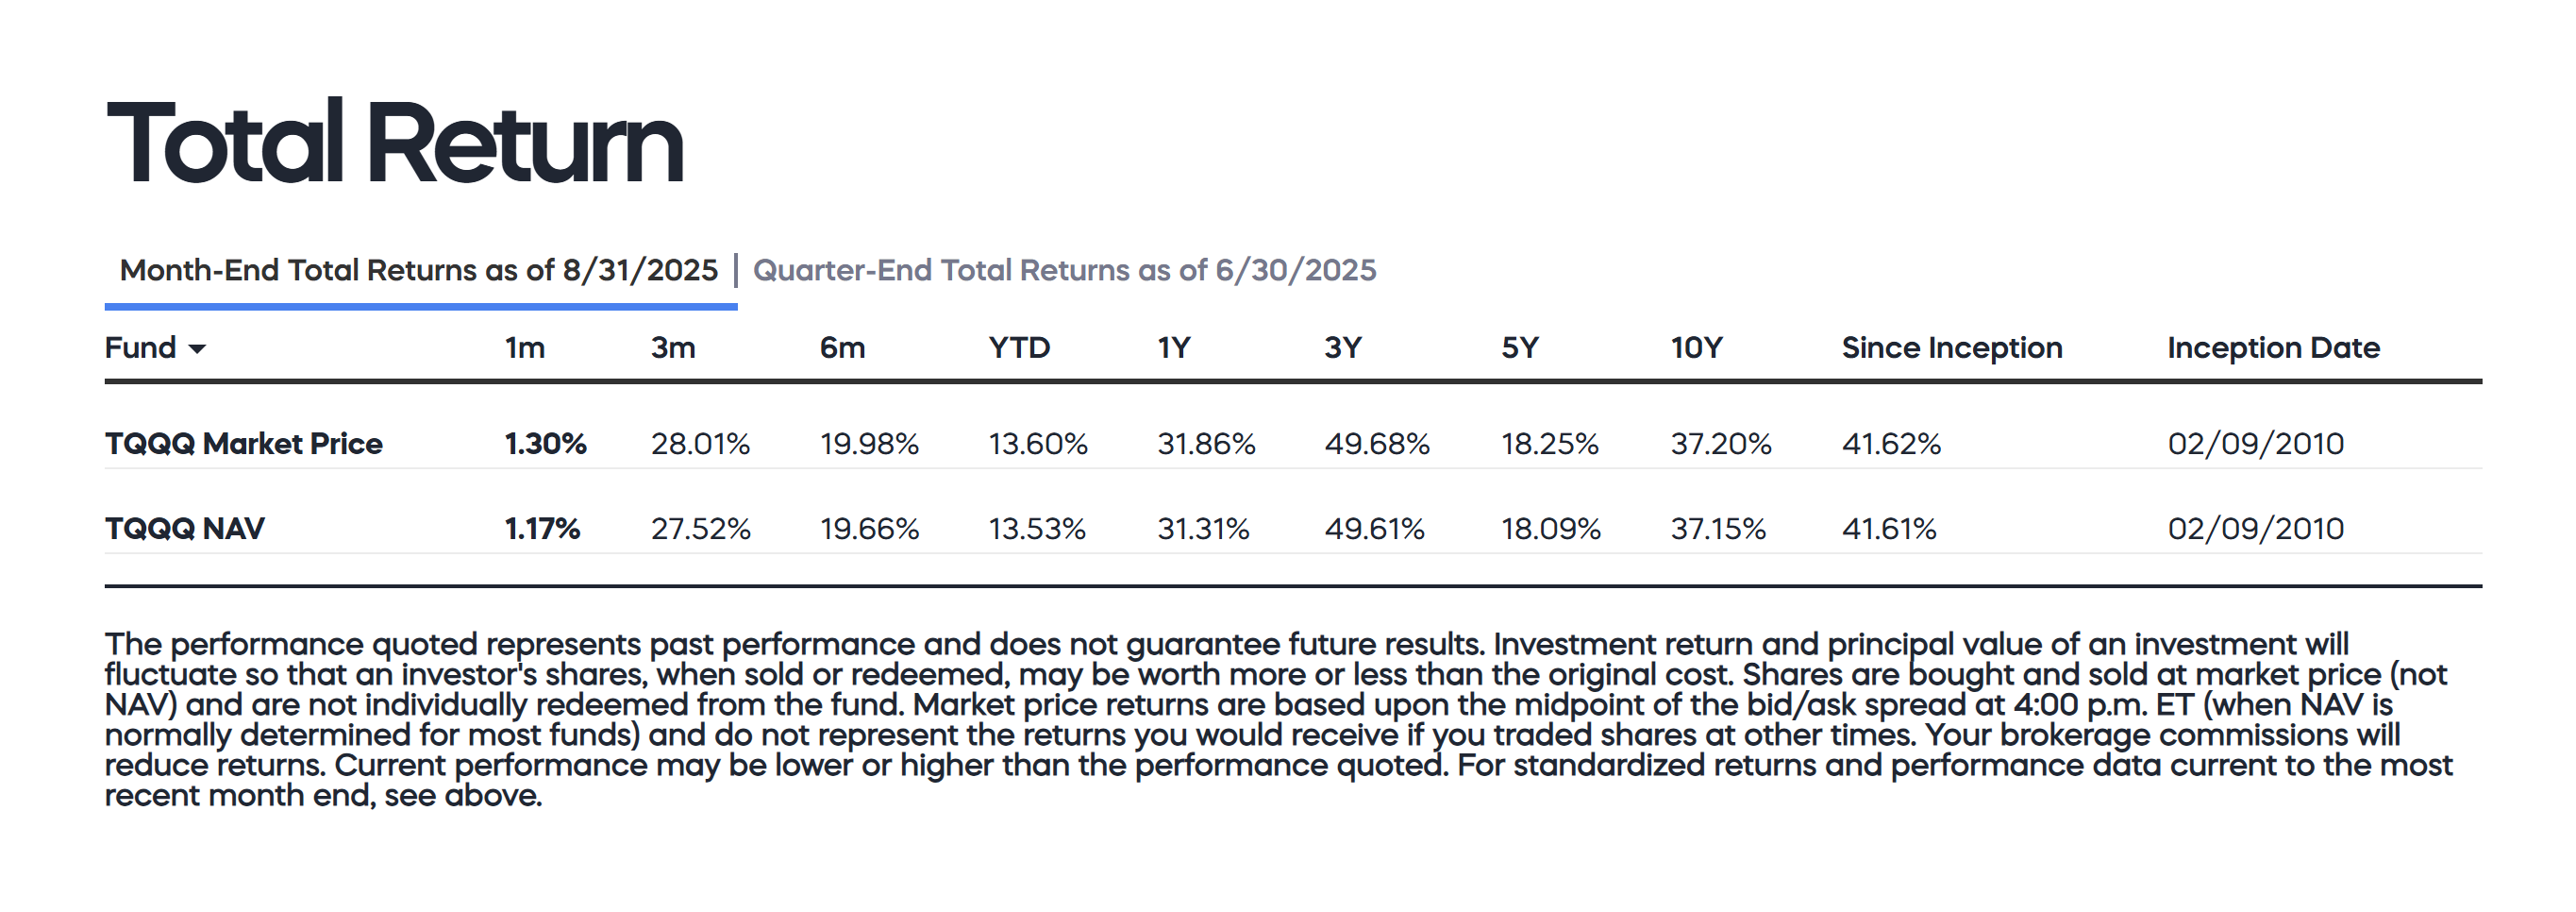 Total Return
Month-End Total Returns as of 8/31/2025 | Quarter-End Total Returns as of 6/30/2025
Fund 1m 3m 6m YTD 1Y 3Y 5Y 10Y Since Inception Inception Date
TQQQ Market Price 1.30% 28.01% 19.98% 13.60% 31.86% 49.68% 18.25% 37.20% 41.62% 02/09/2010
TQQQ NAV 1.17% 27.52% 19.66% 13.53% 31.31% 49.61% 18.09% 37.15% 41.61% 02/09/2010
The performance quoted represents past performance and does not guarantee future results. Investment return and principal value of an investment will
fluctuate so that an investor's shares, when sold or redeemed, may be worth more or less than the original cost. Shares are bought and sold at market price (not
NAV) and are not individually redeemed from the fund. Market price returns are based upon the midpoint of the bid/ask spread at 4:00 p.m. ET (when NAV is
normally determined for most funds) and do not represent the returns you would receive if you traded shares at other times. Your brokerage commissions will
reduce returns. Current performance may be lower or higher than the performance quoted. For standardized returns and performance data current to the most
recent month end, see above.